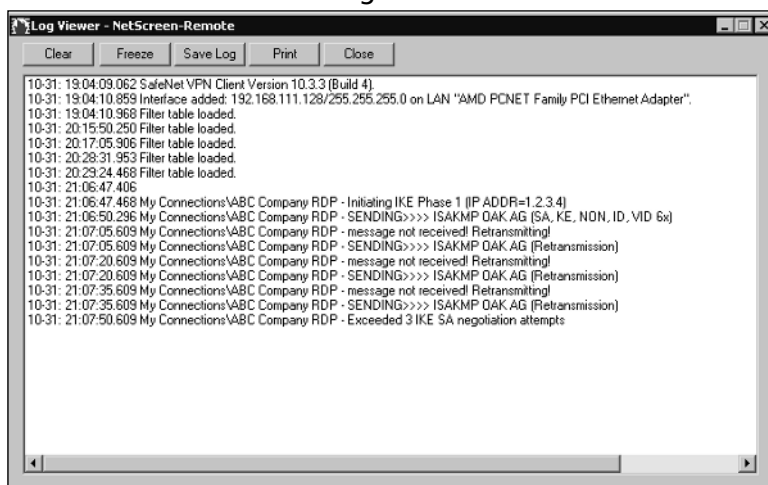 Log Viewer - NetScreen-Remote
Clear Freeze Save Log Print Close
10-31: 19:04:09.062 SafeNet VPN Client Version 10.3.3 (Build 4).
10-31: 19:04:10.859 Interface added: 192.168.111.128/255.255.255.0 on LAN "AMD PCNET Family PCI Ethernet Adapter".
10-31: 19:04:10.968 Filter table loaded.
10-31: 20:15:50.250 Filter table loaded.
10-31: 20:17:05.906 Filter table loaded.
10-31: 20:28:31.953 Filter table loaded.
10-31: 20:29:24.468 Filter table loaded.
10-31: 21:06:47.406
10-31: 21:06:47.468 My Connections\ABC Company RDP - Initiating IKE Phase 1 (IP ADDR=1.2.3.4)
10-31: 21:06:50.296 My Connections\ABC Company RDP - SENDING>>>> ISAKMP OAK AG (SA, KE, NON, ID, VID 6x)
10-31: 21:07:05.609 My Connections\ABC Company RDP - message not received! Retransmitting!
10-31: 21:07:05.609 My Connections\ABC Company RDP - SENDING>>>> ISAKMP OAK AG (Retransmission)
10-31: 21:07:20.609 My Connections\ABC Company RDP - message not received! Retransmitting!
10-31: 21:07:20.609 My Connections\ABC Company RDP - SENDING>>>> ISAKMP OAK AG (Retransmission)
10-31: 21:07:35.609 My Connections\ABC Company RDP - message not received! Retransmitting!
10-31: 21:07:35.609 My Connections\ABC Company RDP - SENDING>>>> ISAKMP OAK AG (Retransmission)
10-31: 21:07:50.609 My Connections\ABC Company RDP - Exceeded 3 IKE SA negotiation attempts